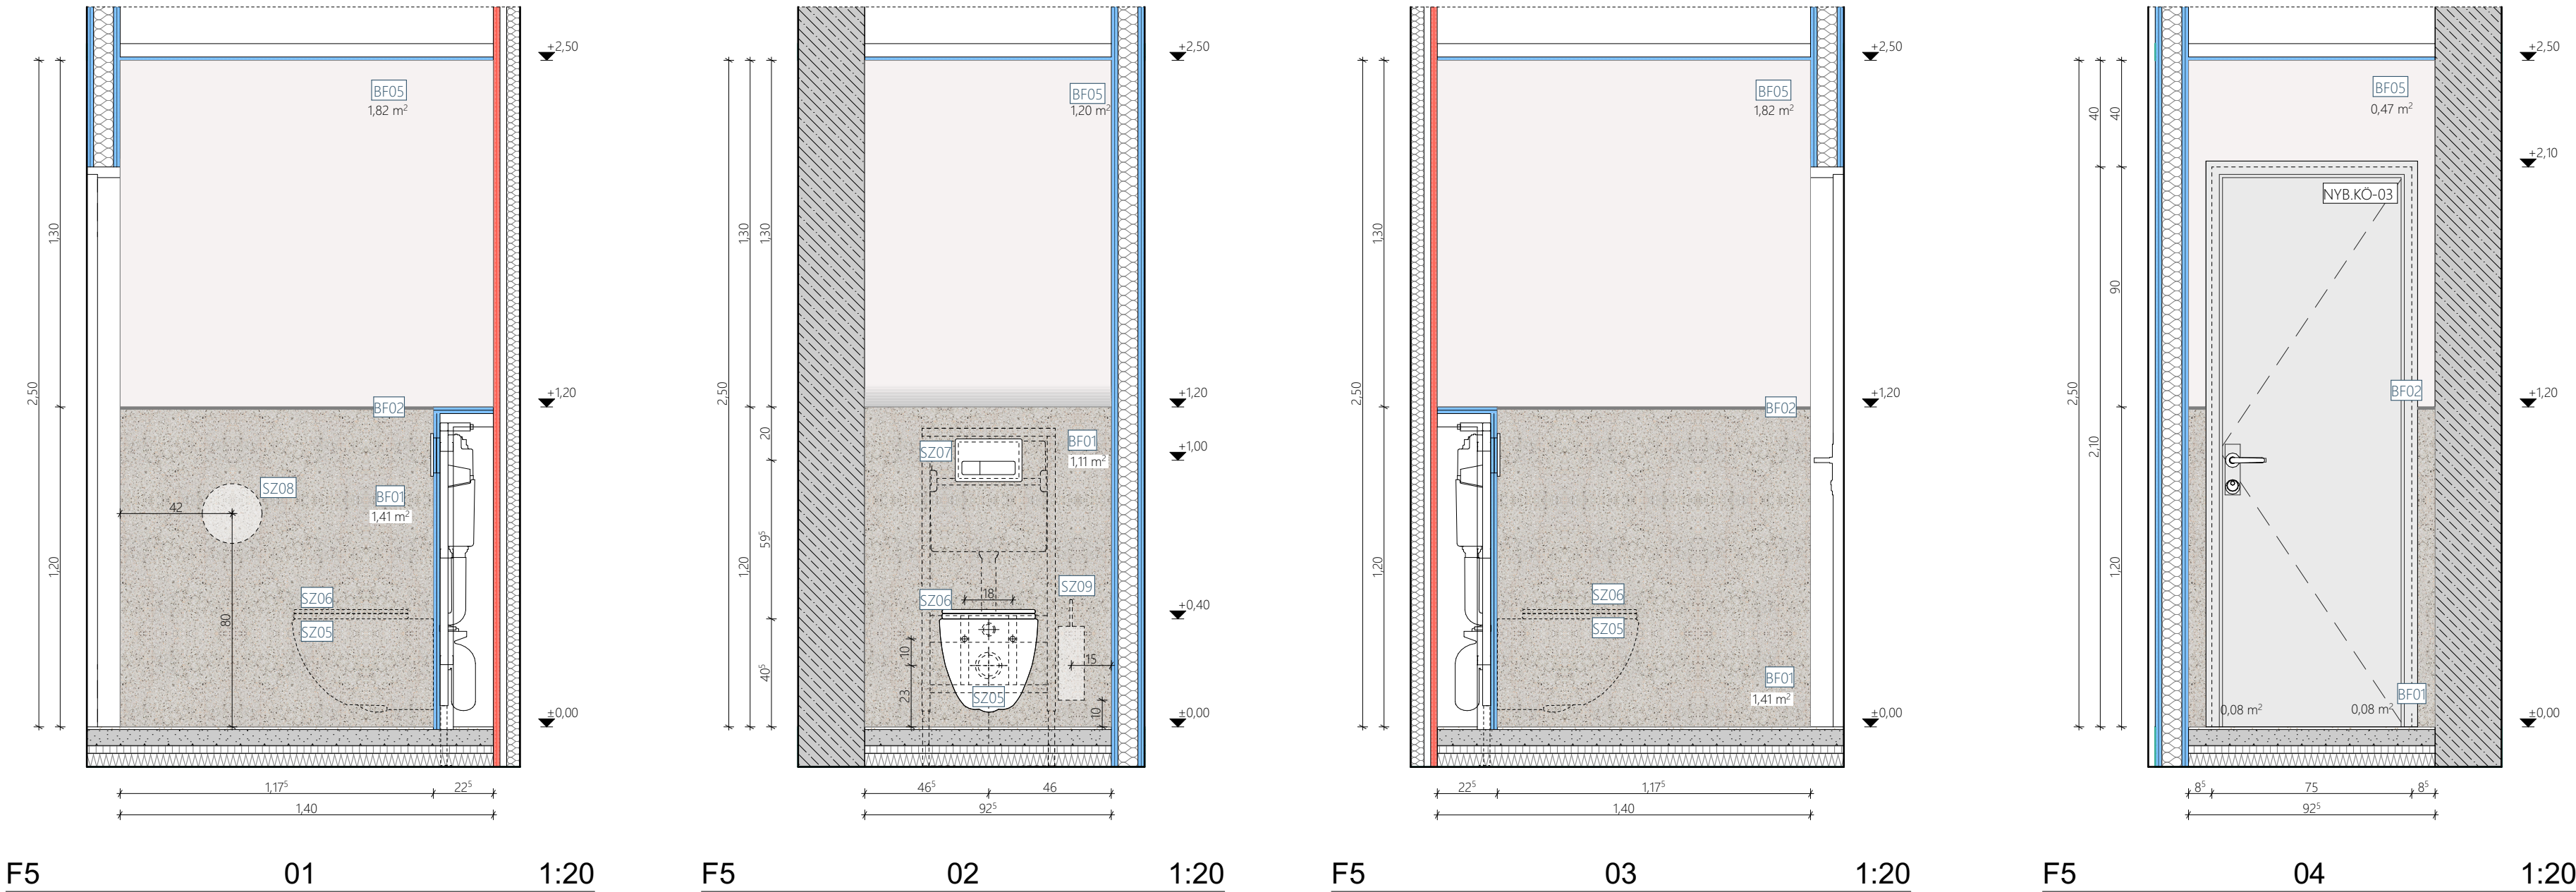 +2,50
BF05
1,82 m²
1,30
2,50
+1,20
BF02
SZ08
42
BF01
1,41 m²
1,20
SZ06
SZ05
80
±0,00
1,17⁵
22⁵
1,40
F5 01 1:20
+2,50
BF05
1,20 m²
1,30
1,30
2,50
+1,20
20
BF01
SZ07
1,11 m²
+1,00
59⁵
1,20
SZ09
SZ06
18
+0,40
10
15
40⁵
23
SZ05
10
±0,00
46⁵
46
92⁵
F5 02 1:20
+2,50
BF05
1,82 m²
1,30
2,50
+1,20
BF02
1,20
SZ06
SZ05
BF01
1,41 m²
±0,00
22⁵
1,17⁵
1,40
F5 03 1:20
+2,50
BF05
0,47 m²
40
40
+2,10
NYB.KÖ-03
90
2,50
BF02
+1,20
2,10
1,20
BF01
0,08 m²
0,08 m²
±0,00
8⁵
75
8⁵
92⁵
F5 04 1:20